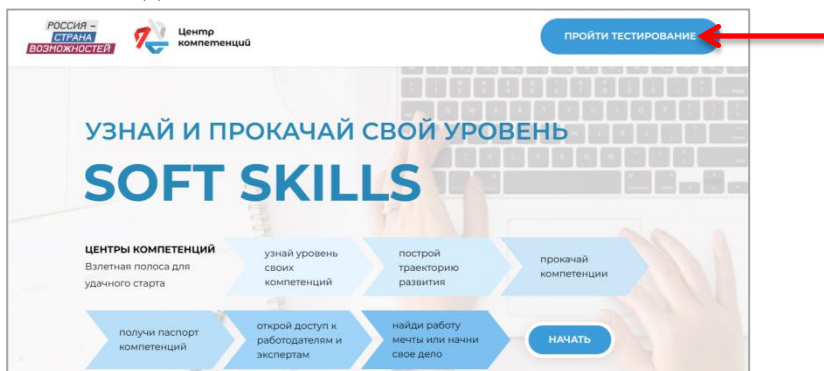 РОССИЯ –
СТРАНА
ВОЗМОЖНОСТЕЙ
Центр
компетенций
ПРОЙТИ ТЕСТИРОВАНИЕ
УЗНАЙ И ПРОКАЧАЙ СВОЙ УРОВЕНЬ
SOFT SKILLS
ЦЕНТРЫ КОМПЕТЕНЦИЙ
Взлетная полоса для
удачного старта
узнай уровень
своих
компетенций
построй
траекторию
развития
прокачай
компетенции
получи паспорт
компетенций
открой доступ к
работодателям и
экспертам
найди работу
мечты или начни
свое дело
НАЧАТЬ